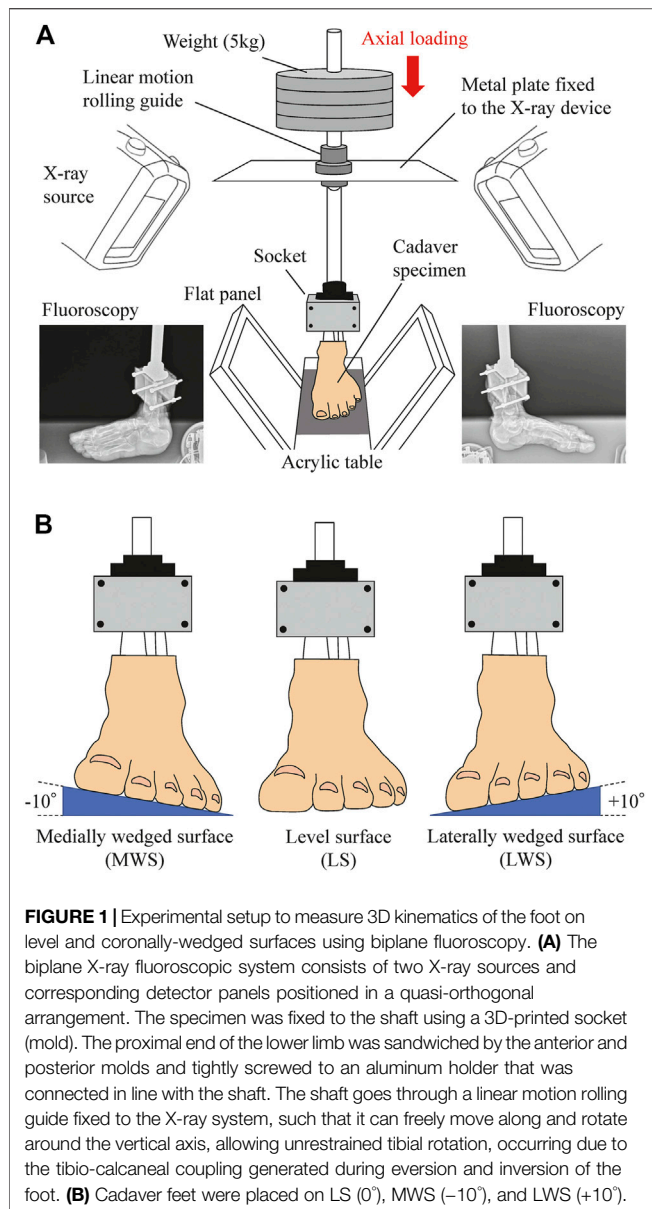 A
Weight (5kg)
Axial loading
Linear motion
rolling guide
Metal plate fixed
to the X-ray device
X-ray
source
Socket
Cadaver
specimen
Flat panel
Fluoroscopy
Fluoroscopy
Acrylic table
B
-10°
+10°
Medially wedged surface
(MWS)
Level surface
(LS)
Laterally wedged surface
(LWS)
FIGURE 1 | Experimental setup to measure 3D kinematics of the foot on
level and coronally-wedged surfaces using biplane fluoroscopy. (A) The
biplane X-ray fluoroscopic system consists of two X-ray sources and
corresponding detector panels positioned in a quasi-orthogonal
arrangement. The specimen was fixed to the shaft using a 3D-printed socket
(mold). The proximal end of the lower limb was sandwiched by the anterior and
posterior molds and tightly screwed to an aluminum holder that was
connected in line with the shaft. The shaft goes through a linear motion rolling
guide fixed to the X-ray system, such that it can freely move along and rotate
around the vertical axis, allowing unrestrained tibial rotation, occurring due to
the tibio-calcaneal coupling generated during eversion and inversion of the
foot. (B) Cadaver feet were placed on LS (0°), MWS (−10°), and LWS (+10°).